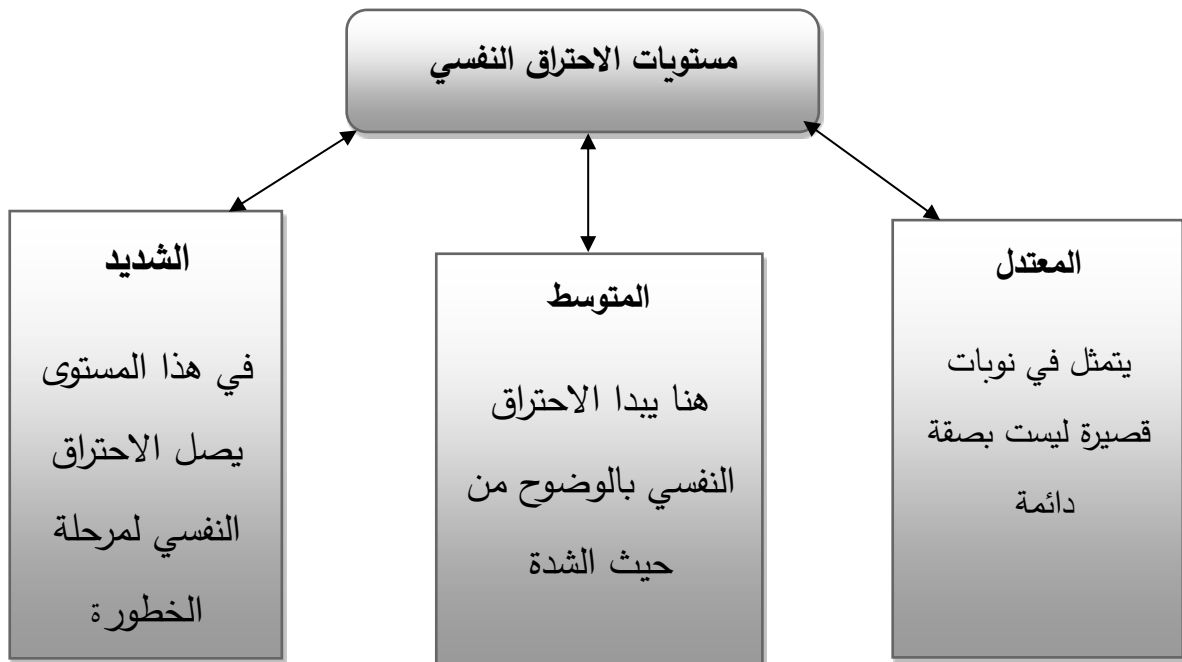 مستويات الاحتراق النفسي
المعتدل
يتمثل في نوبات
قصيرة ليست بصقة
دائمة
المتوسط
هنا يبدا الاحتراق
النفسي بالوضوح من
حيث الشدة
الشديد
في هذا المستوى
يصل الاحتراق
النفسي لمرحلة
الخطورة